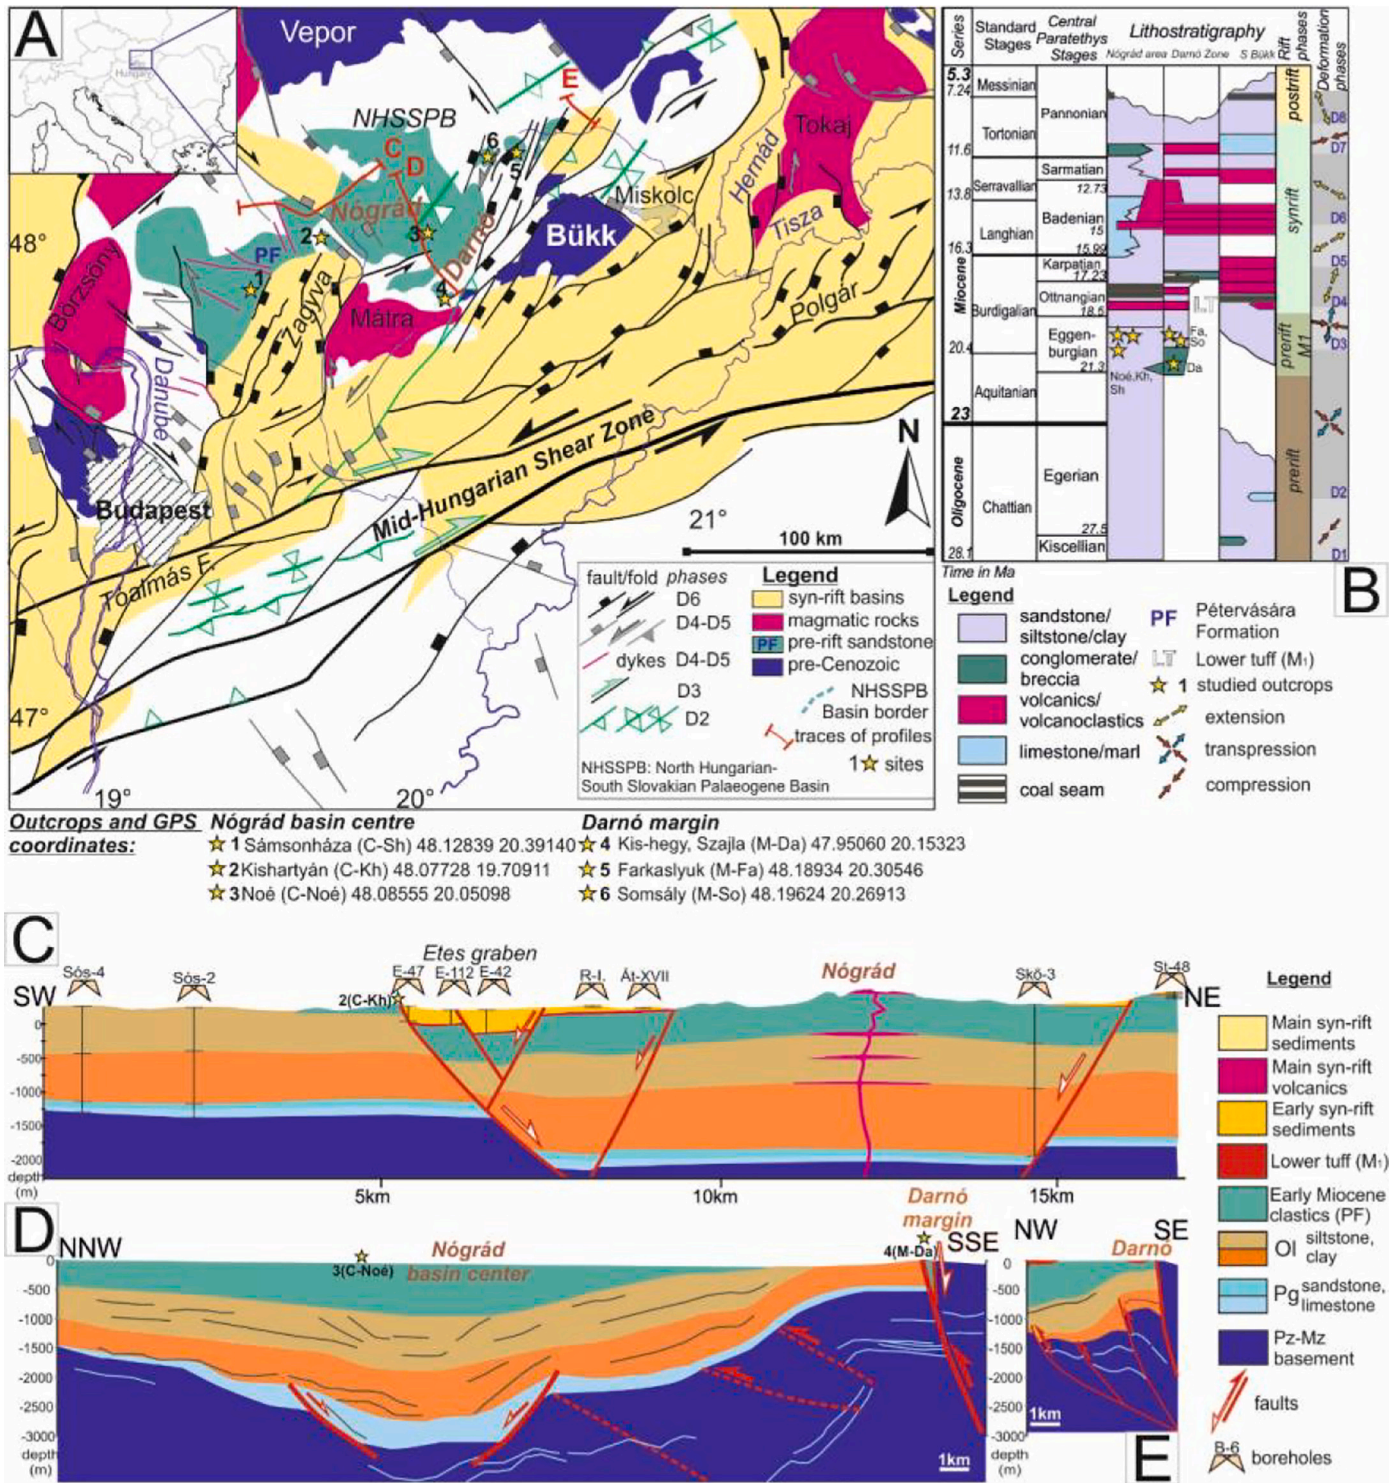 A
Vepor
Hungary
NHSSPB
E
C
D
6
5
Tokaj
Hernád
Miskolc
Tisza
Nógrád
2
3
Bükk
Darnó
48°
PF
1
4
Börzsöny
Zagyva
Mátra
Polgár
Danube
N
Mid-Hungarian Shear Zone
Budapest
21°
100 km
Tóalmás F.
47°
19°
20°
fault/fold phases
D6
D4-D5
dykes D4-D5
D3
D2
NHSSPB: North Hungarian-
South Slovakian Palaeogene Basin
Legend
syn-rift basins
magmatic rocks
PF pre-rift sandstone
pre-Cenozoic
NHSSPB
Basin border
traces of profiles
1 sites
Series
Standard
Stages
Central
Paratethys
Stages
Lithostratigraphy
Nógrád area Darnó Zone S Bükk
Rift
phases
Deformation
phases
5.3
7.24
Messinian
Pannonian
postrift
D8
Tortonian
D7
11.6
Sarmatian
12.73
Serravallian
13.8
Badenian
15
D6
synrift
Langhian
15.99
16.3
D5
Miocene
Karpatian
17.23
Ottnangian
18.5
LT
D4
Burdigalian
Eggen-
burgian
Fa,
So
D3
prerift
M1
20.4
21.3
Da
Noé,Kh,
Sh
Aquitanian
23
Oligocene
Egerian
prerift
Chattian
D2
27.5
28.1
Kiscellian
D1
Time in Ma
B
Legend
sandstone/
siltstone/clay
conglomerate/
breccia
volcanics/
volcanoclastics
limestone/marl
coal seam
PF Pétervására
Formation
LT Lower tuff (M1)
1 studied outcrops
extension
transpression
compression
Outcrops and GPS
coordinates:
Nógrád basin centre
1 Sámsonháza (C-Sh) 48.12839 20.39140
2 Kishartyán (C-Kh) 48.07728 19.70911
3 Noé (C-Noé) 48.08555 20.05098
Darnó margin
4 Kis-hegy, Szajla (M-Da) 47.95060 20.15323
5 Farkaslyuk (M-Fa) 48.18934 20.30546
6 Somsály (M-So) 48.19624 20.26913
C
Etes graben
Sós-4
Sós-2
E-47
E-112
E-42
R-I.
Át-XVII
Nógrád
Skő-3
St-48
SW
2(C-Kh)
NE
0
-500
-1000
-1500
-2000
depth
(m)
5km
10km
15km
D
NNW
3(C-Noé)
Nógrád
basin center
Darnó
margin
4(M-Da)
SSE
0
-500
-1000
-1500
-2000
-2500
-3000
depth
(m)
1km
NW
SE
Darnó
0
-500
-1000
-1500
-2000
-2500
-3000
depth
(m)
1km
E
Legend
Main syn-rift
sediments
Main syn-rift
volcanics
Early syn-rift
sediments
Lower tuff (M1)
Early Miocene
clastics (PF)
Ol siltstone,
clay
Pg sandstone,
limestone
Pz-Mz
basement
faults
B-6 boreholes